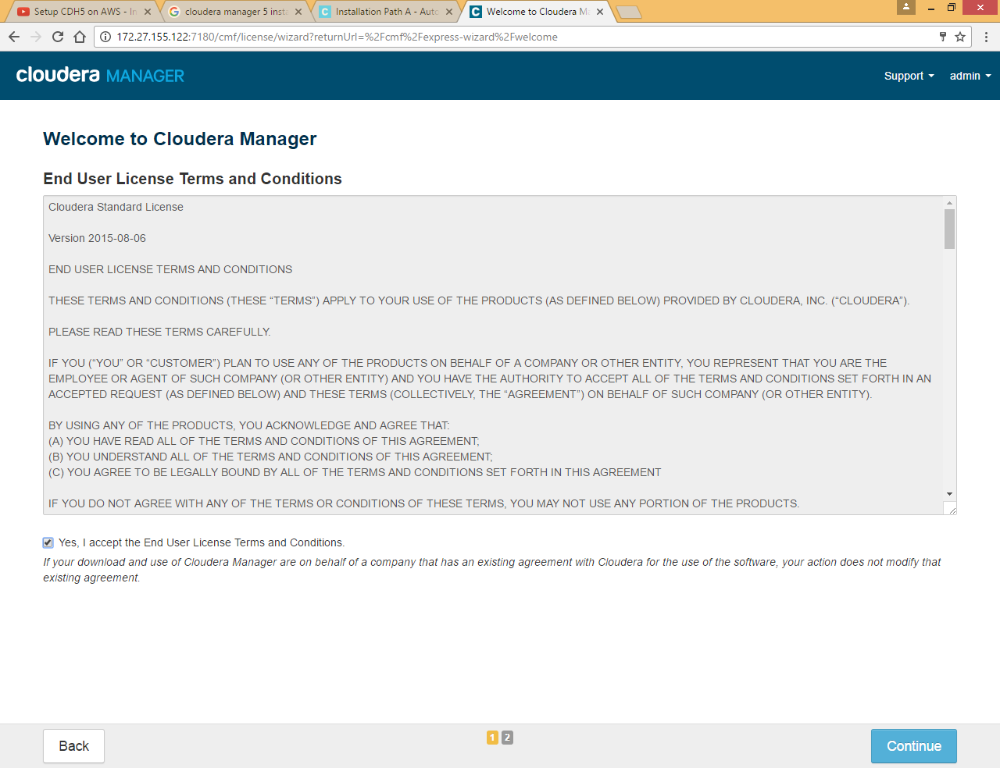 Setup CDH5 on AWS - In
cloudera manager 5 insta
Installation Path A - Auto
Welcome to Cloudera Ma
172.27.155.122:7180/cmf/license/wizard?returnUrl=%2Fcmf%2Fexpress-wizard%2Fwelcome
cloudera MANAGER
Support
admin
Welcome to Cloudera Manager
End User License Terms and Conditions
Cloudera Standard License
Version 2015-08-06
END USER LICENSE TERMS AND CONDITIONS
THESE TERMS AND CONDITIONS (THESE “TERMS”) APPLY TO YOUR USE OF THE PRODUCTS (AS DEFINED BELOW) PROVIDED BY CLOUDERA, INC. (“CLOUDERA”).
PLEASE READ THESE TERMS CAREFULLY.
IF YOU (“YOU” OR “CUSTOMER”) PLAN TO USE ANY OF THE PRODUCTS ON BEHALF OF A COMPANY OR OTHER ENTITY, YOU REPRESENT THAT YOU ARE THE
EMPLOYEE OR AGENT OF SUCH COMPANY (OR OTHER ENTITY) AND YOU HAVE THE AUTHORITY TO ACCEPT ALL OF THE TERMS AND CONDITIONS SET FORTH IN AN
ACCEPTED REQUEST (AS DEFINED BELOW) AND THESE TERMS (COLLECTIVELY, THE “AGREEMENT”) ON BEHALF OF SUCH COMPANY (OR OTHER ENTITY).
BY USING ANY OF THE PRODUCTS, YOU ACKNOWLEDGE AND AGREE THAT:
(A) YOU HAVE READ ALL OF THE TERMS AND CONDITIONS OF THIS AGREEMENT;
(B) YOU UNDERSTAND ALL OF THE TERMS AND CONDITIONS OF THIS AGREEMENT;
(C) YOU AGREE TO BE LEGALLY BOUND BY ALL OF THE TERMS AND CONDITIONS SET FORTH IN THIS AGREEMENT
IF YOU DO NOT AGREE WITH ANY OF THE TERMS OR CONDITIONS OF THESE TERMS, YOU MAY NOT USE ANY PORTION OF THE PRODUCTS.
Yes, I accept the End User License Terms and Conditions.
If your download and use of Cloudera Manager are on behalf of a company that has an existing agreement with Cloudera for the use of the software, your action does not modify that
existing agreement.
Back
1 2
Continue